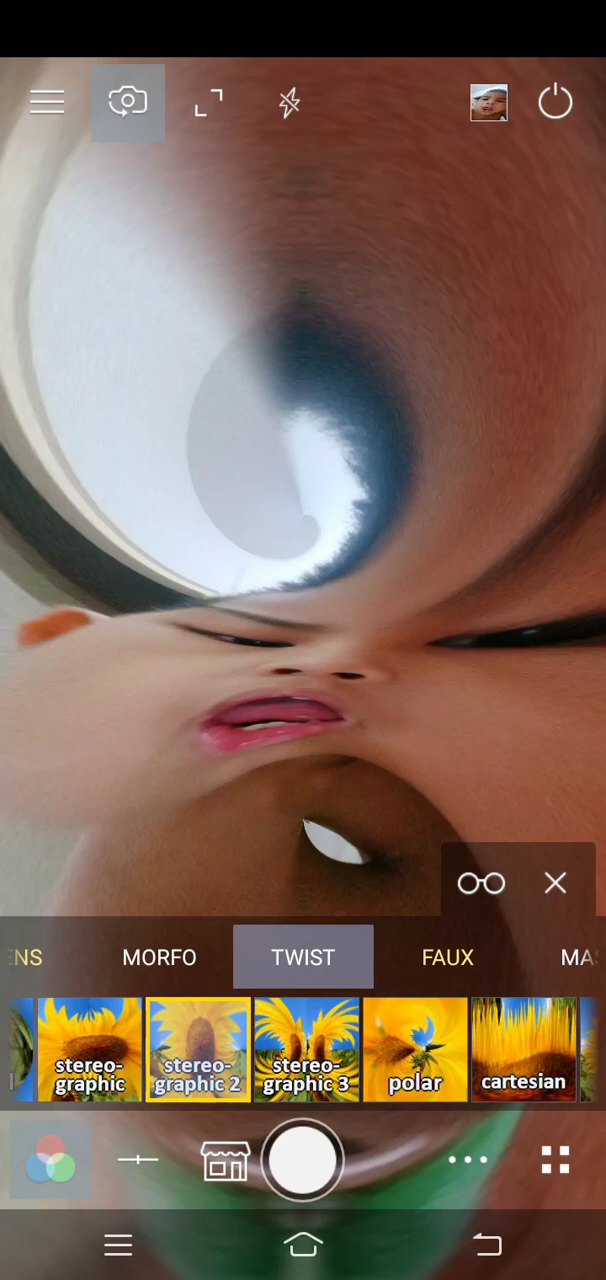 ENS
MORFO
TWIST
FAUX
MA
stereo-
graphic
stereo-
graphic 2
stereo-
graphic 3
polar
cartesian